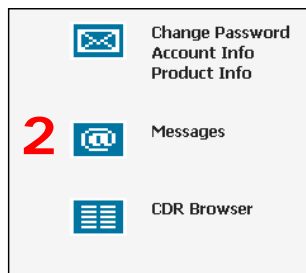 Change Password
Account Info
Product Info
2 @ Messages
CDR Browser